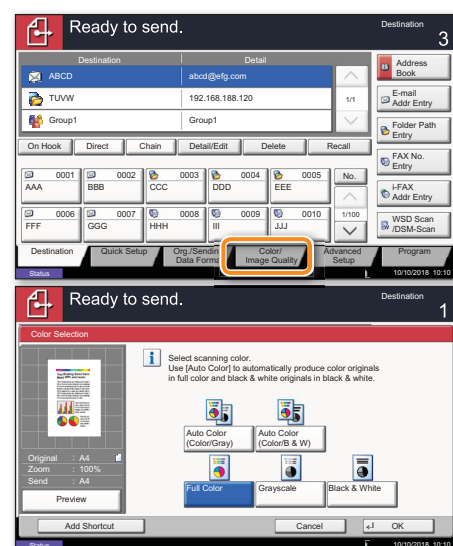 Ready to send.
Destination
3
Destination
Detail
ABCD
abcd@efg.com
TUVW
192.168.188.120
1/1
Group1
Group1
Address
Book
E-mail
Addr Entry
Folder Path
Entry
FAX No.
Entry
i-FAX
Addr Entry
WSD Scan
/DSM-Scan
On Hook
Direct
Chain
Detail/Edit
Delete
Recall
0001
AAA
0002
BBB
0003
CCC
0004
DDD
0005
EEE
No.
0006
FFF
0007
GGG
0008
HHH
0009
III
0010
JJJ
1/100
Destination
Quick Setup
Org./Sending
Data Format
Color/
Image Quality
Advanced
Setup
Program
Status
10/10/2018 10:10
Ready to send.
Destination
1
Color Selection
Select scanning color.
Use [Auto Color] to automatically produce color originals
in full color and black & white originals in black & white.
Auto Color
(Color/Gray)
Auto Color
(Color/B & W)
Full Color
Grayscale
Black & White
Original : A4
Zoom : 100%
Send : A4
Preview
Add Shortcut
Cancel
OK
Status
10/10/2018 10:10